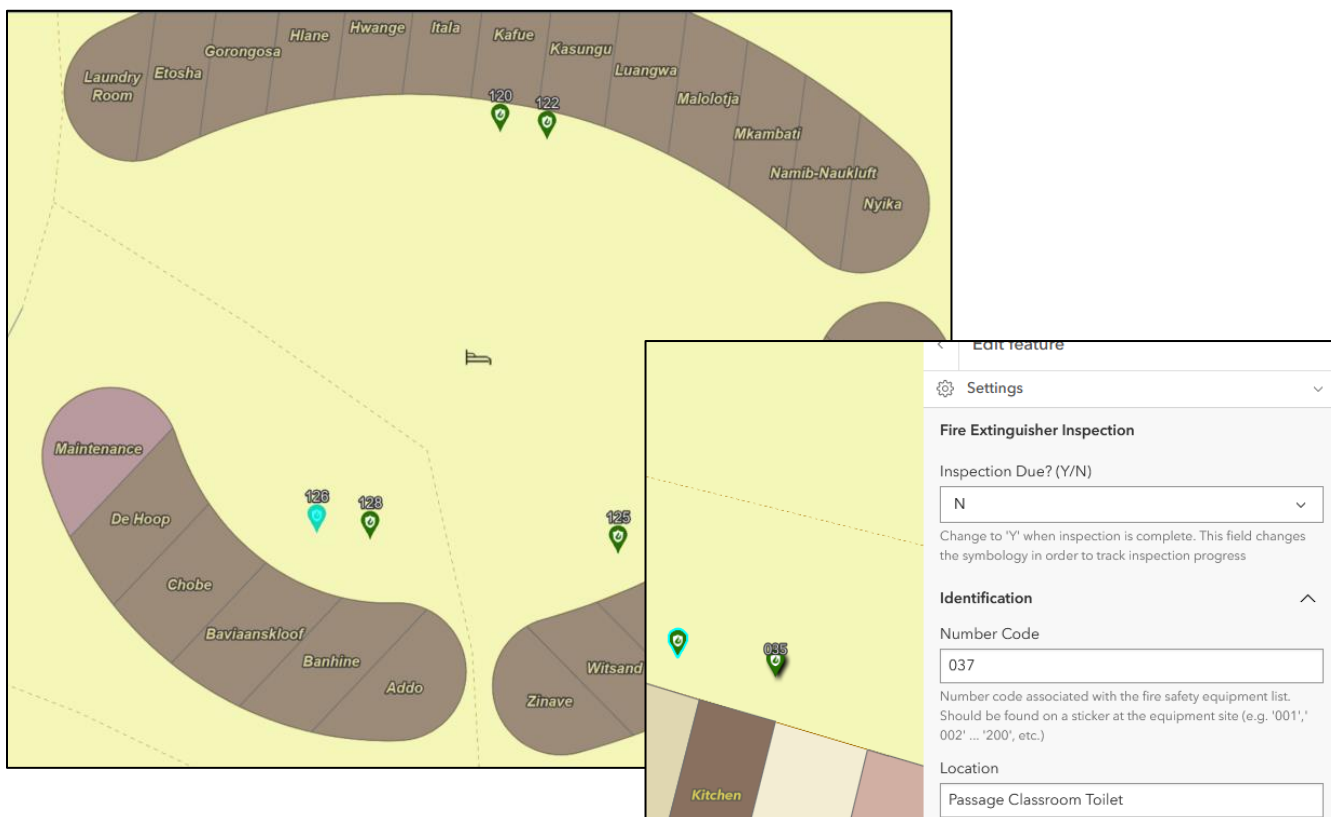 Hlane
Hwange
Itala
Kafue
Kasungu
Gorongosa
Etosha
Laundry
Room
Luangwa
Malolotja
Mkambati
Namib-Naukluft
Nyika
120
122
Maintenance
De Hoop
Chobe
Baviaanskloof
Banhine
Addo
126
128
125
Witsand
Zinave
035
Kitchen
Edit feature
Settings
Fire Extinguisher Inspection
Inspection Due? (Y/N)
N
Change to 'Y' when inspection is complete. This field changes
the symbology in order to track inspection progress
Identification
Number Code
037
Number code associated with the fire safety equipment list.
Should be found on a sticker at the equipment site (e.g. '001','
002' ... '200', etc.)
Location
Passage Classroom Toilet